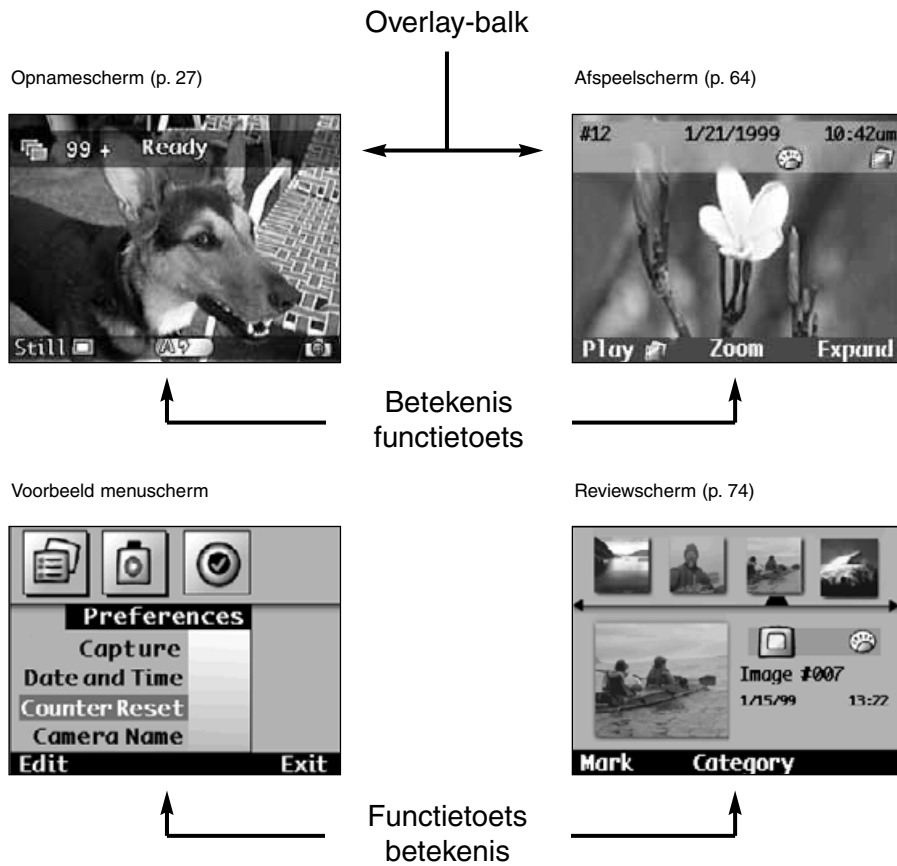 Overlay-balk
Opnamescherm (p. 27)
Afspeelscherm (p. 64)
99 + Ready
Still A?
#12 1/21/1999 10:42am
Play Zoom Expand
Betekenis
functietoets
Voorbeeld menuscherm
Reviewscherm (p. 74)
Preferences
Capture
Date and Time
Counter Reset
Camera Name
Edit Exit
Image #007
1/15/99 13:22
Mark Category
Functietoets
betekenis